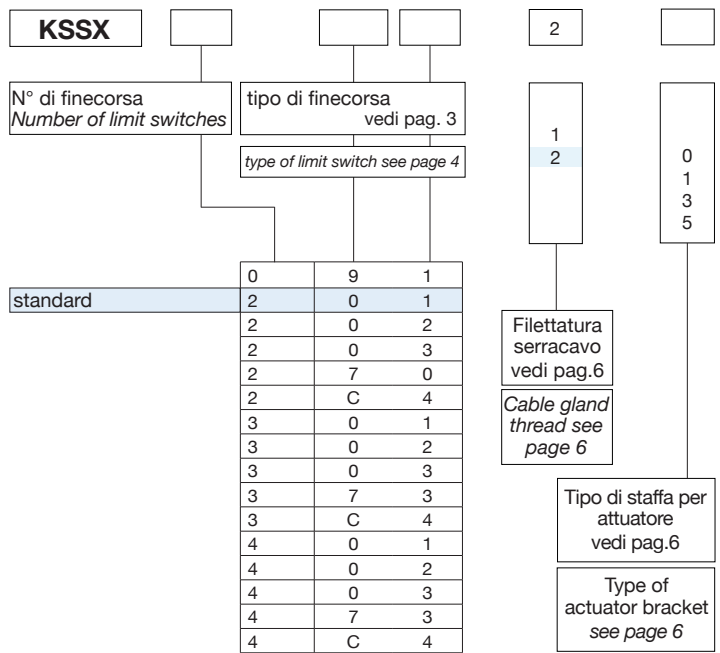 KSSX 2
N° di finecorsa
Number of limit switches
tipo di finecorsa
vedi pag. 3
type of limit switch see page 4
1
2
0
1
3
5
0 9 1
standard 2 0 1
2 0 2
2 0 3
2 7 0
2 C 4
3 0 1
3 0 2
3 0 3
3 7 3
3 C 4
4 0 1
4 0 2
4 0 3
4 7 3
4 C 4
Filettatura
serracavo
vedi pag.6
Cable gland
thread see
page 6
Tipo di staffa per
attuatore
vedi pag.6
Type of
actuator bracket
see page 6